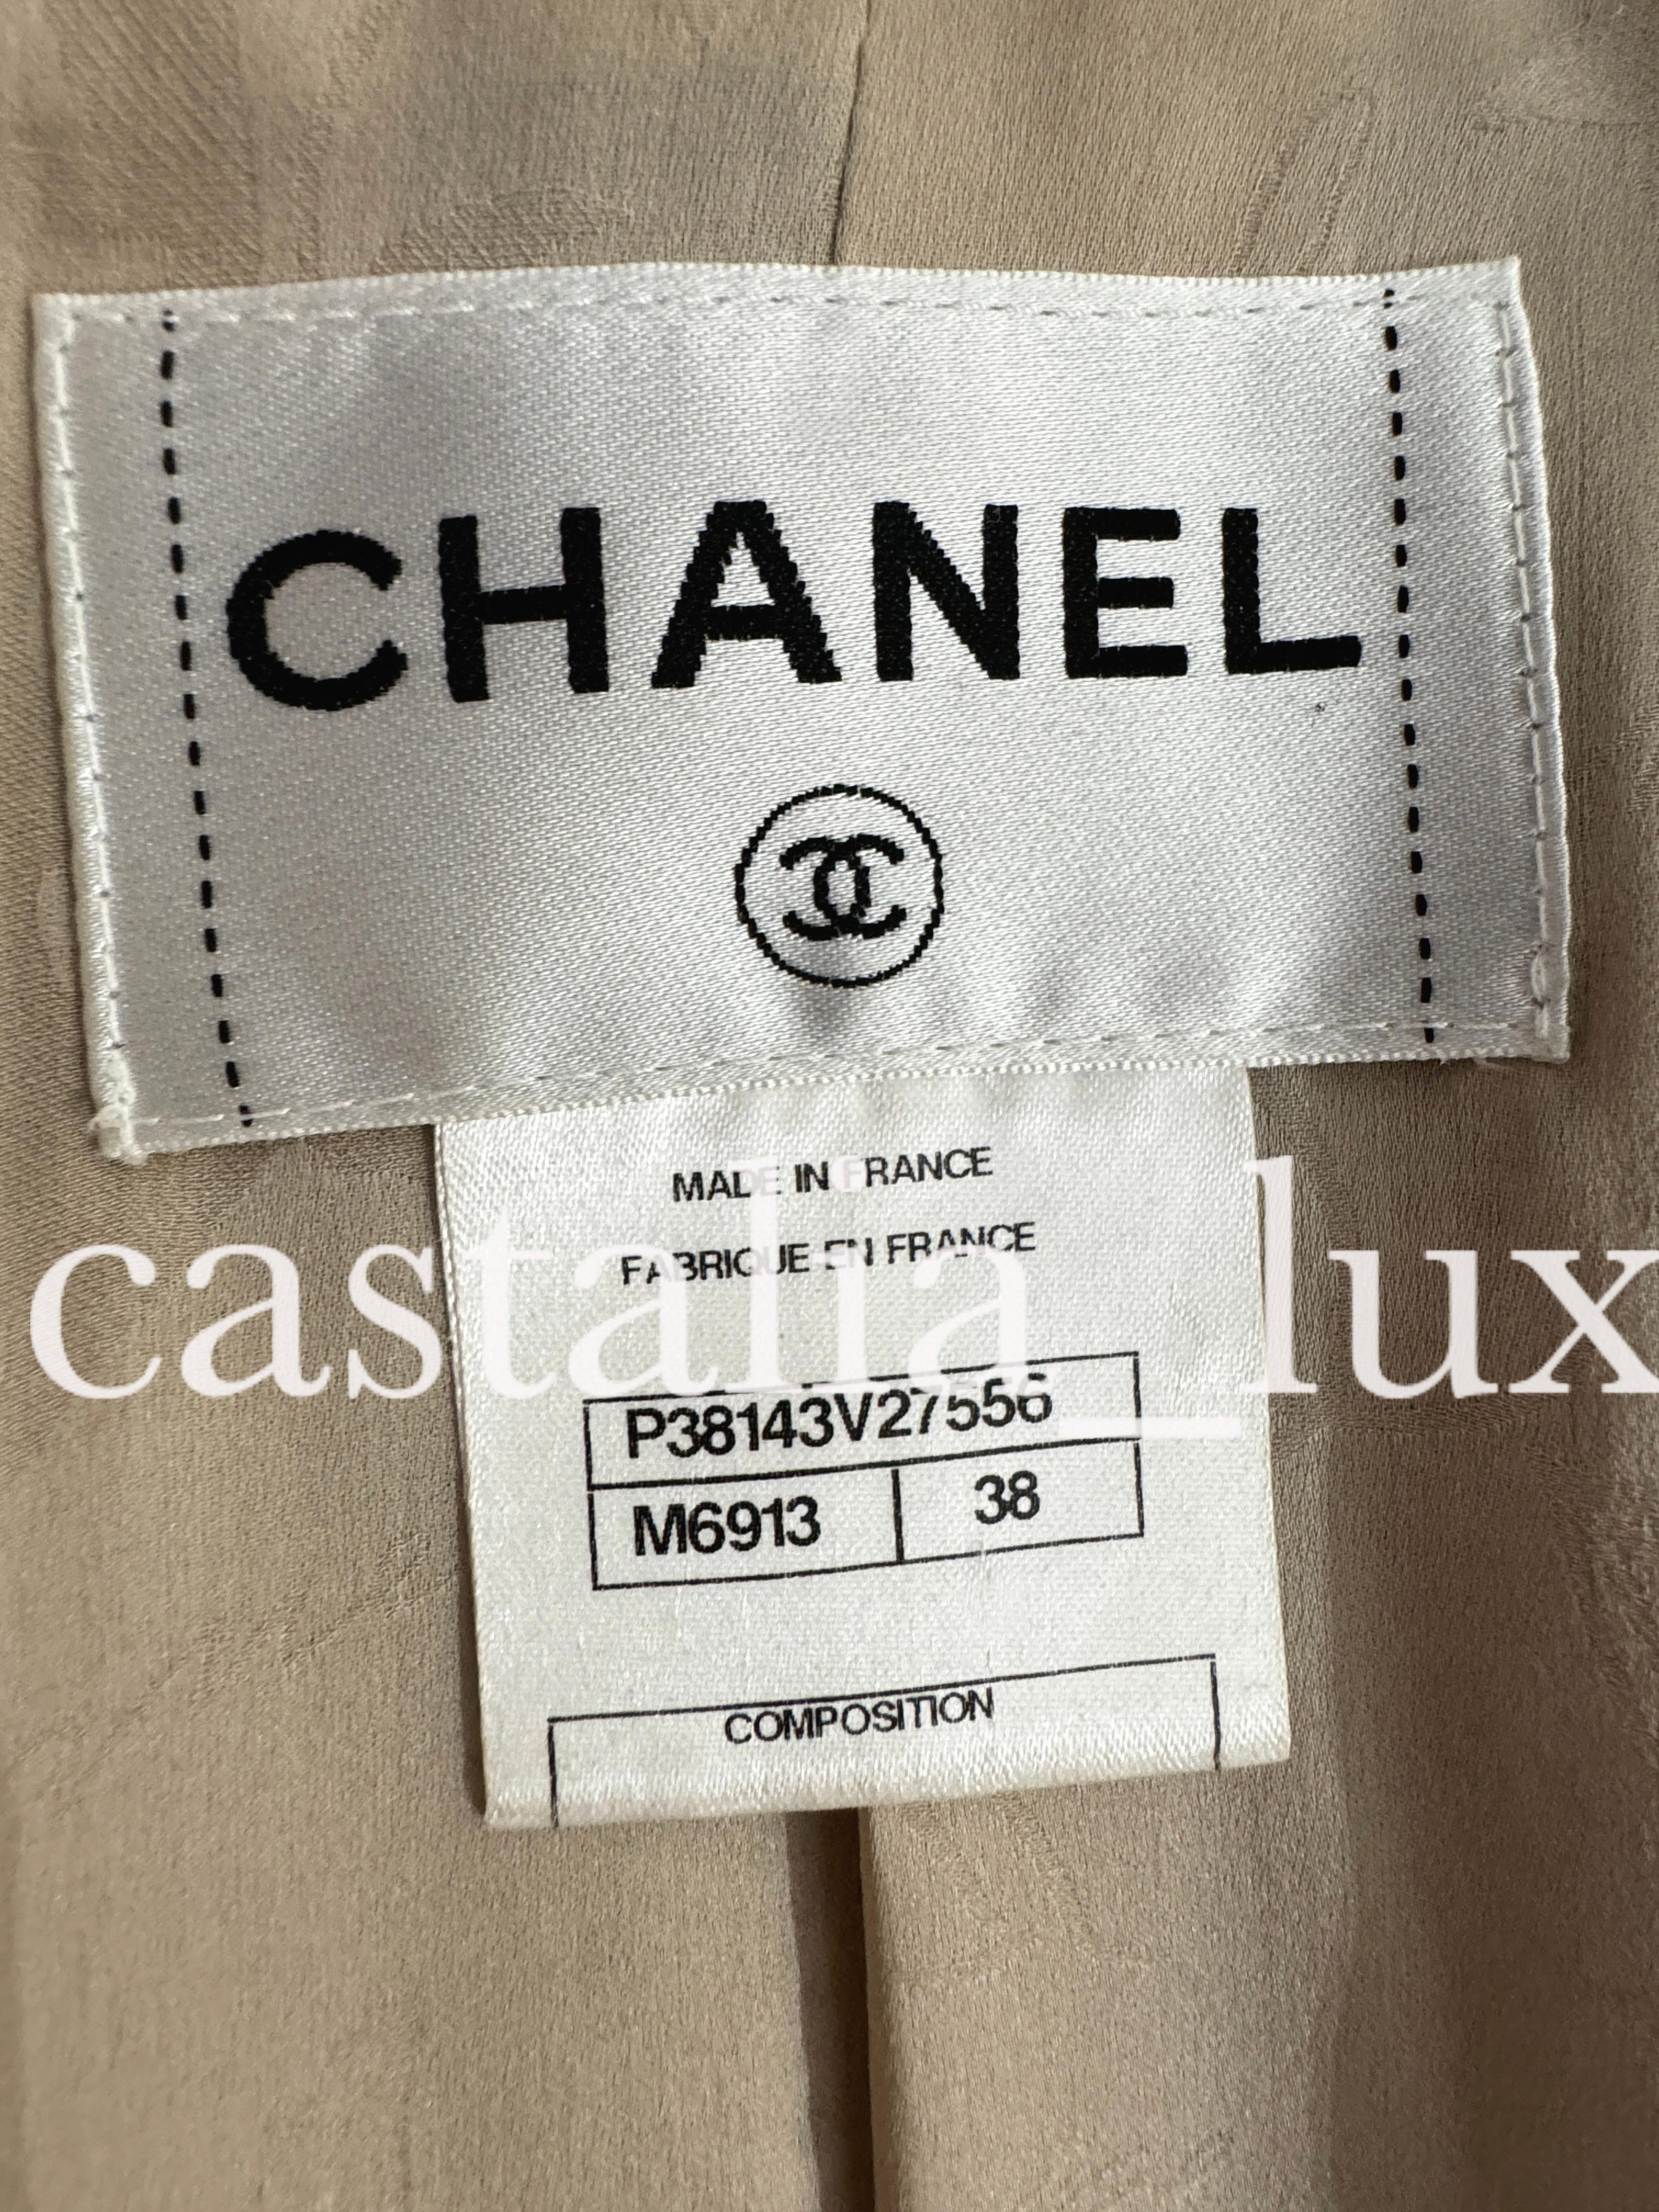 CHANEL
MADE IN FRANCE
FABRIQUE EN FRANCE
castalia_lux
P38143V27556
M6913 38
COMPOSITION